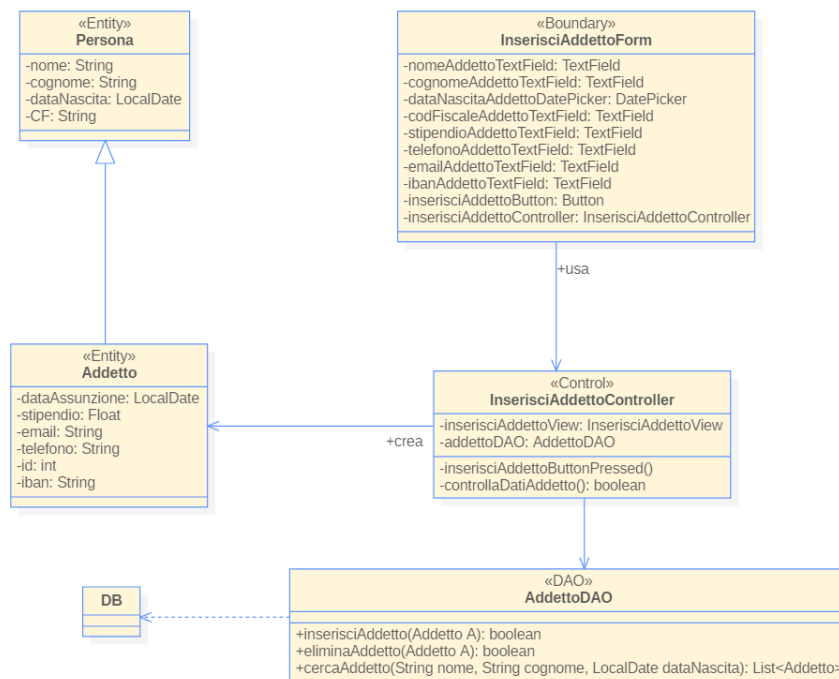 «Entity»
Persona
-nome: String
-cognome: String
-dataNascita: LocalDate
-CF: String
«Boundary»
InserisciAddettoForm
-nomeAddettoTextField: TextField
-cognomeAddettoTextField: TextField
-dataNascitaAddettoDatePicker: DatePicker
-codFiscaleAddettoTextField: TextField
-stipendioAddettoTextField: TextField
-telefonoAddettoTextField: TextField
-emailAddettoTextField: TextField
-ibanAddettoTextField: TextField
-inserisciAddettoButton: Button
-inserisciAddettoController: InserisciAddettoController
+usa
«Entity»
Addetto
-dataAssunzione: LocalDate
-stipendio: Float
-email: String
-telefono: String
-id: int
-iban: String
+crea
«Control»
InserisciAddettoController
-inserisciAddettoView: InserisciAddettoView
-addettoDAO: AddettoDAO
-inserisciAddettoButtonPressed()
-controllaDatiAddetto(): boolean
DB
«DAO»
AddettoDAO
+inserisciAddetto(Addetto A): boolean
+eliminaAddetto(Addetto A): boolean
+cercaAddetto(String nome, String cognome, LocalDate dataNascita): List<Addetto>